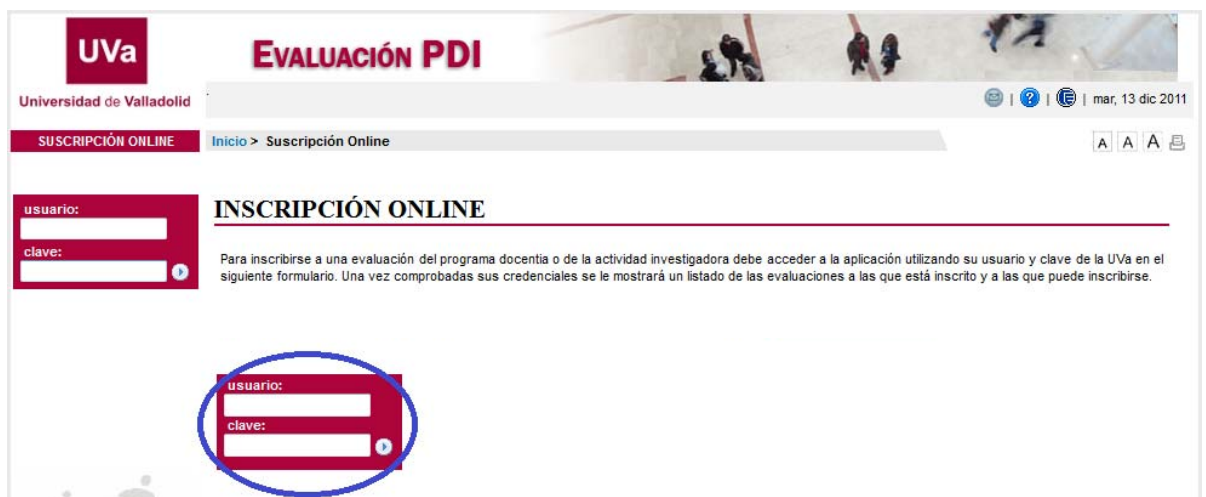 UVa
Universidad de Valladolid
EVALUACIÓN PDI
| ? | E | mar, 13 dic 2011
SUSCRIPCIÓN ONLINE
Inicio > Suscripción Online
A A A
usuario:
clave:
INSCRIPCIÓN ONLINE
Para inscribirse a una evaluación del programa docentia o de la actividad investigadora debe acceder a la aplicación utilizando su usuario y clave de la UVa en el
siguiente formulario. Una vez comprobadas sus credenciales se le mostrará un listado de las evaluaciones a las que está inscrito y a las que puede inscribirse.
usuario:
clave: